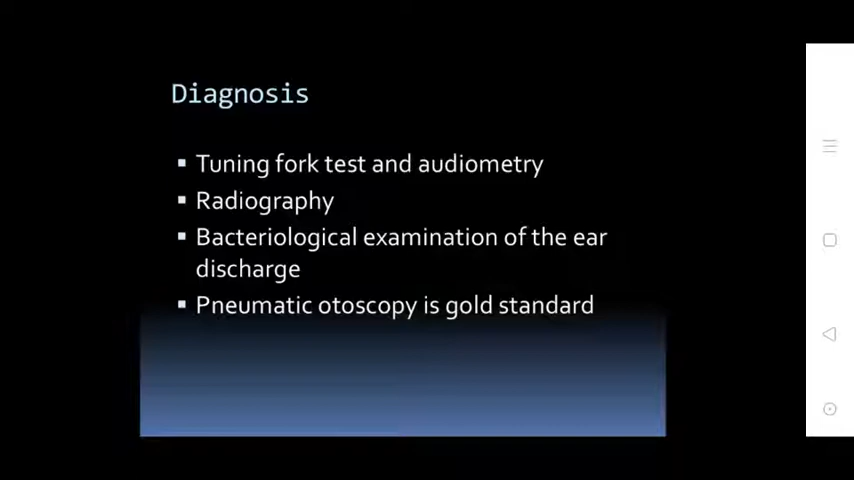 Diagnosis
▪ Tuning fork test and audiometry
▪ Radiography
▪ Bacteriological examination of the ear
discharge
▪ Pneumatic otoscopy is gold standard